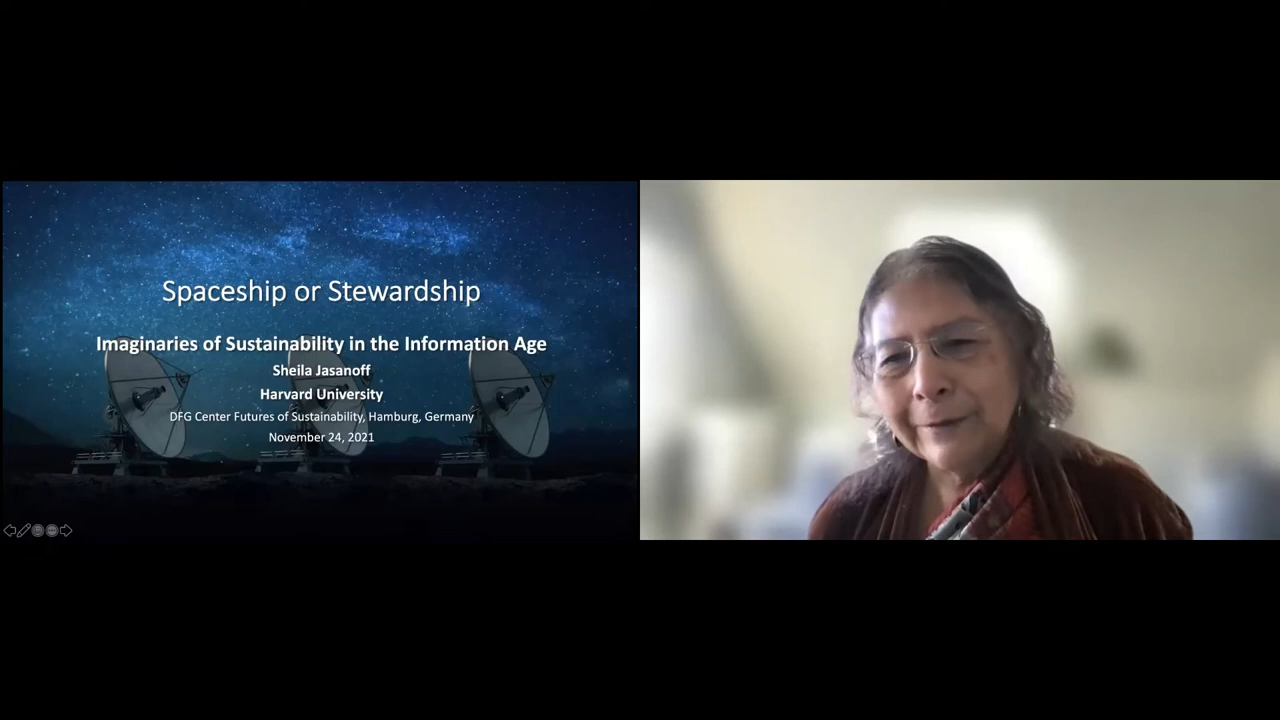 Spaceship or Stewardship
Imaginaries of Sustainability in the Information Age
Sheila Jasanoff
Harvard University
DFG Center Futures of Sustainability, Hamburg, Germany
November 24, 2021